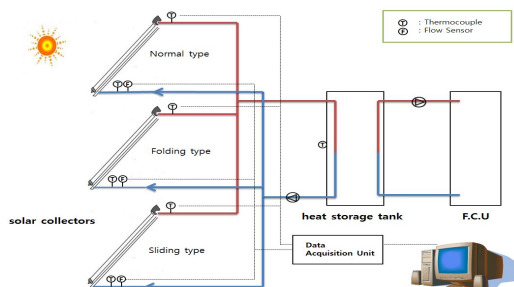 T
Normal type
T : Thermocouple
F : Flow Sensor
T F
T
Folding type
T
T F
T
solar collectors
heat storage tank
F.C.U
Sliding type
Data
Acquisition Unit
T F